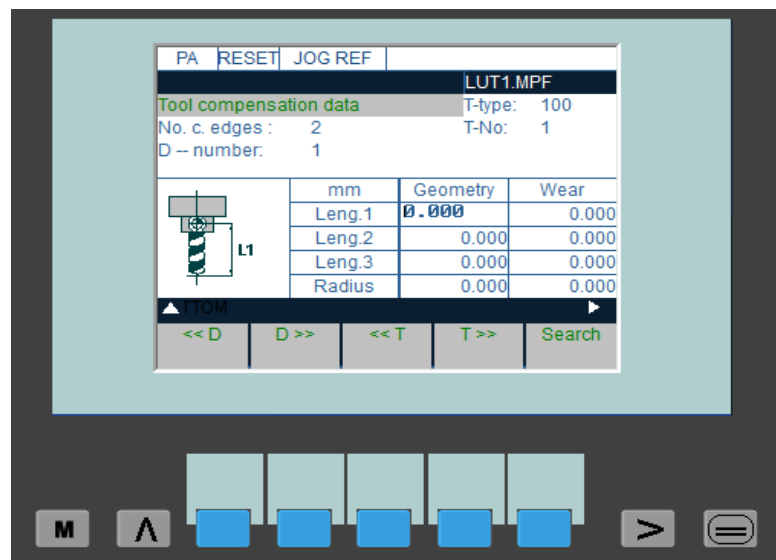 PA RESET JOG REF
LUT1.MPF
Tool compensation data T-type: 100
No. c. edges : 2 T-No: 1
D -- number: 1
mm Geometry Wear
Leng.1 0.000 0.000
Leng.2 0.000 0.000
L1
Leng.3 0.000 0.000
Radius 0.000 0.000
TTOM
<< D D >> << T T >> Search
M Λ >